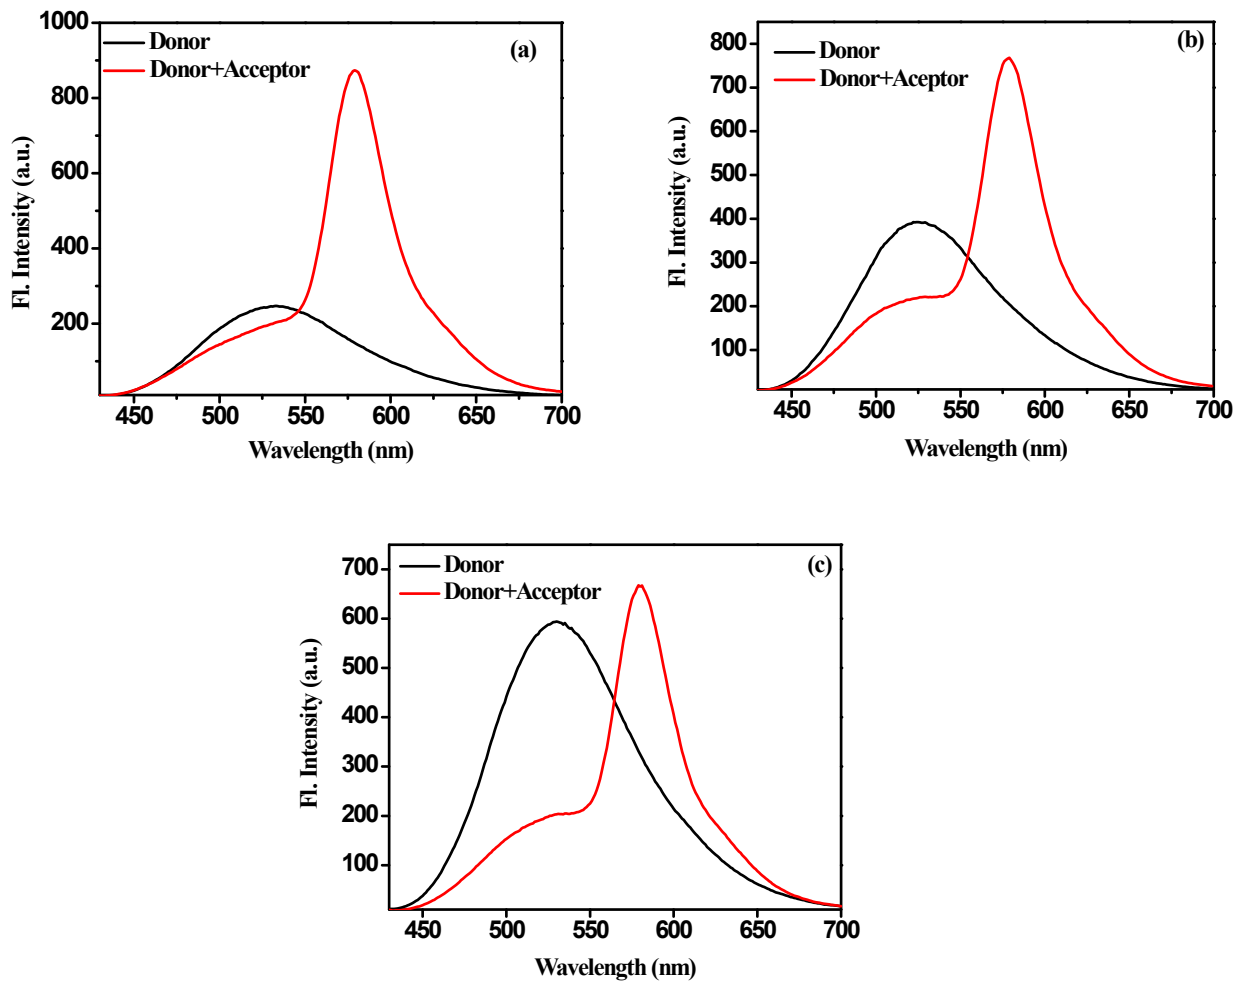 1000
800
600
400
200
Fl. Intensity (a.u.)
Donor
Donor+Acceptor
(a)
450 500 550 600 650 700
Wavelength (nm)
800
700
600
500
400
300
200
100
Fl. Intensity (a.u.)
Donor
Donor+Aceptor
(b)
450 500 550 600 650 700
Wavelength (nm)
700
600
500
400
300
200
100
Fl. Intensity (a.u.)
Donor
Donor+Acceptor
(c)
450 500 550 600 650 700
Wavelength (nm)